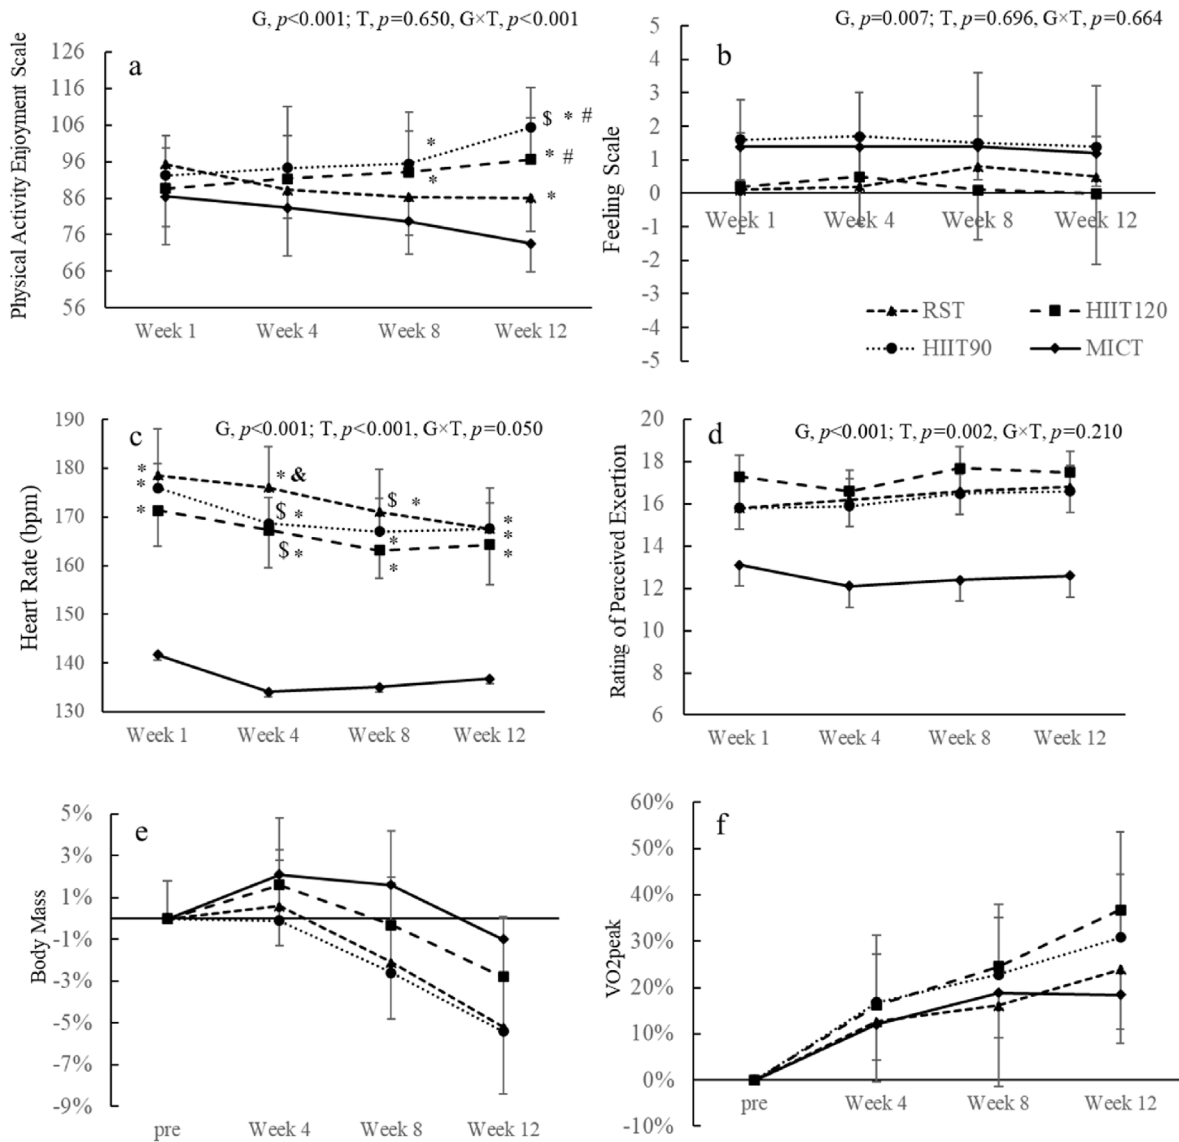 G, p<0.001; T, p=0.650, G×T, p<0.001
a
Physical Activity Enjoyment Scale
126
116
106
96
86
76
66
56
$ * #
*
* #
*
*
Week 1 Week 4 Week 8 Week 12
G, p=0.007; T, p=0.696, G×T, p=0.664
b
Feeling Scale
5
4
3
2
1
0
-1
-2
-3
-4
-5
Week 1 Week 4 Week 8 Week 12
RST HIIT120
HIIT90 MICT
G, p<0.001; T, p<0.001, G×T, p=0.050
c
Heart Rate (bpm)
190
180
170
160
150
140
130
*
*
*
* &
$ *
$ *
$ *
*
*
*
*
*
Week 1 Week 4 Week 8 Week 12
G, p<0.001; T, p=0.002, G×T, p=0.210
d
Rating of Perceived Exertion
20
18
16
14
12
10
8
6
Week 1 Week 4 Week 8 Week 12
e
Body Mass
5%
3%
1%
-1%
-3%
-5%
-7%
-9%
pre Week 4 Week 8 Week 12
f
VO2peak
60%
50%
40%
30%
20%
10%
0%
-10%
pre Week 4 Week 8 Week 12